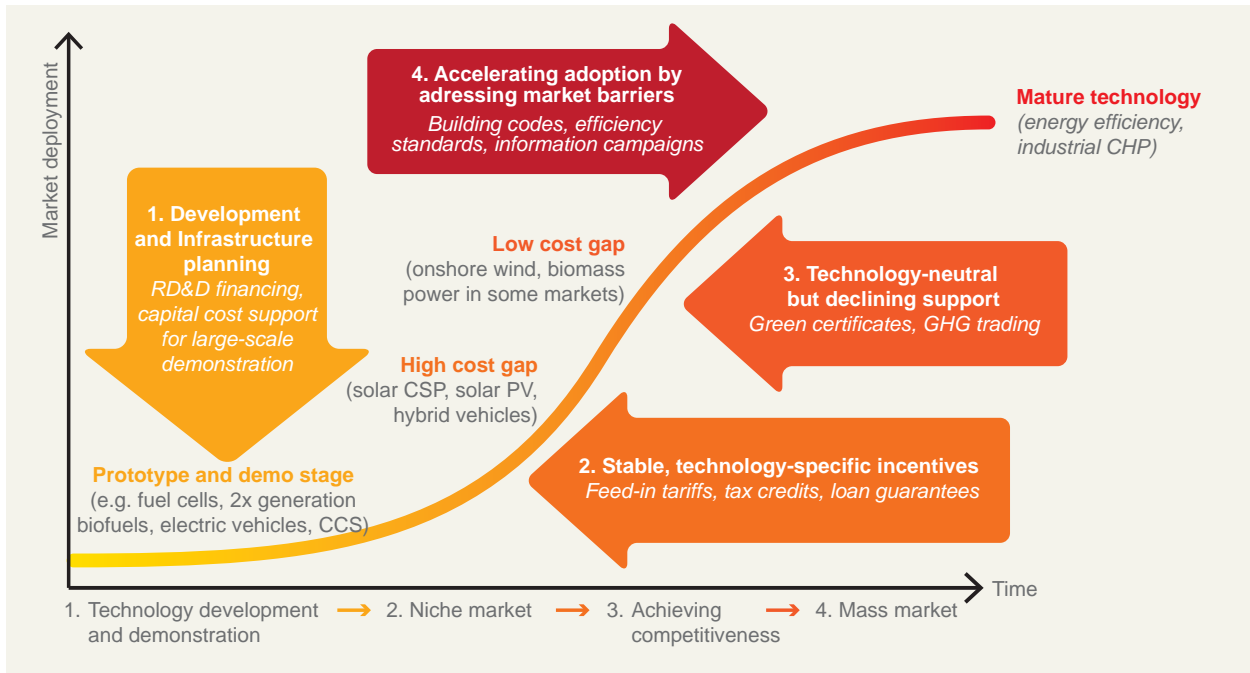 Market deployment
4. Accelerating adoption by
adressing market barriers
Building codes, efficiency
standards, information campaigns
Mature technology
(energy efficiency,
industrial CHP)
1. Development
and Infrastructure
planning
RD&D financing,
capital cost support
for large-scale
demonstration
Low cost gap
(onshore wind, biomass
power in some markets)
3. Technology-neutral
but declining support
Green certificates, GHG trading
High cost gap
(solar CSP, solar PV,
hybrid vehicles)
Prototype and demo stage
(e.g. fuel cells, 2x generation
biofuels, electric vehicles, CCS)
2. Stable, technology-specific incentives
Feed-in tariffs, tax credits, loan guarantees
Time
1. Technology development
and demonstration
2. Niche market
3. Achieving
competitiveness
4. Mass market